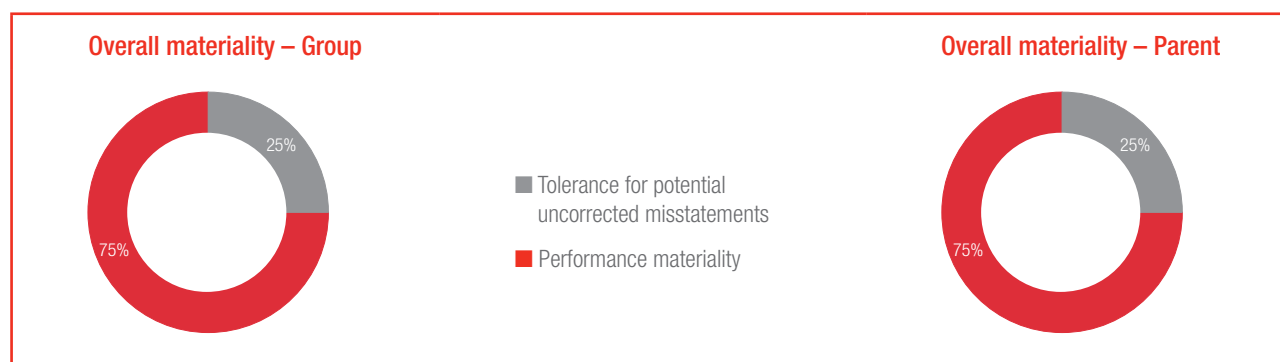 Overall materiality – Group
25%
75%
Tolerance for potential
uncorrected misstatements
Performance materiality
Overall materiality – Parent
25%
75%